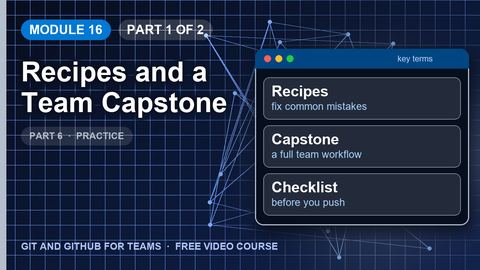 MODULE 16
PART 1 OF 2
Recipes and a
Team Capstone
PART 6 · PRACTICE
key terms
Recipes
fix common mistakes
Capstone
a full team workflow
Checklist
before you push
GIT AND GITHUB FOR TEAMS · FREE VIDEO COURSE